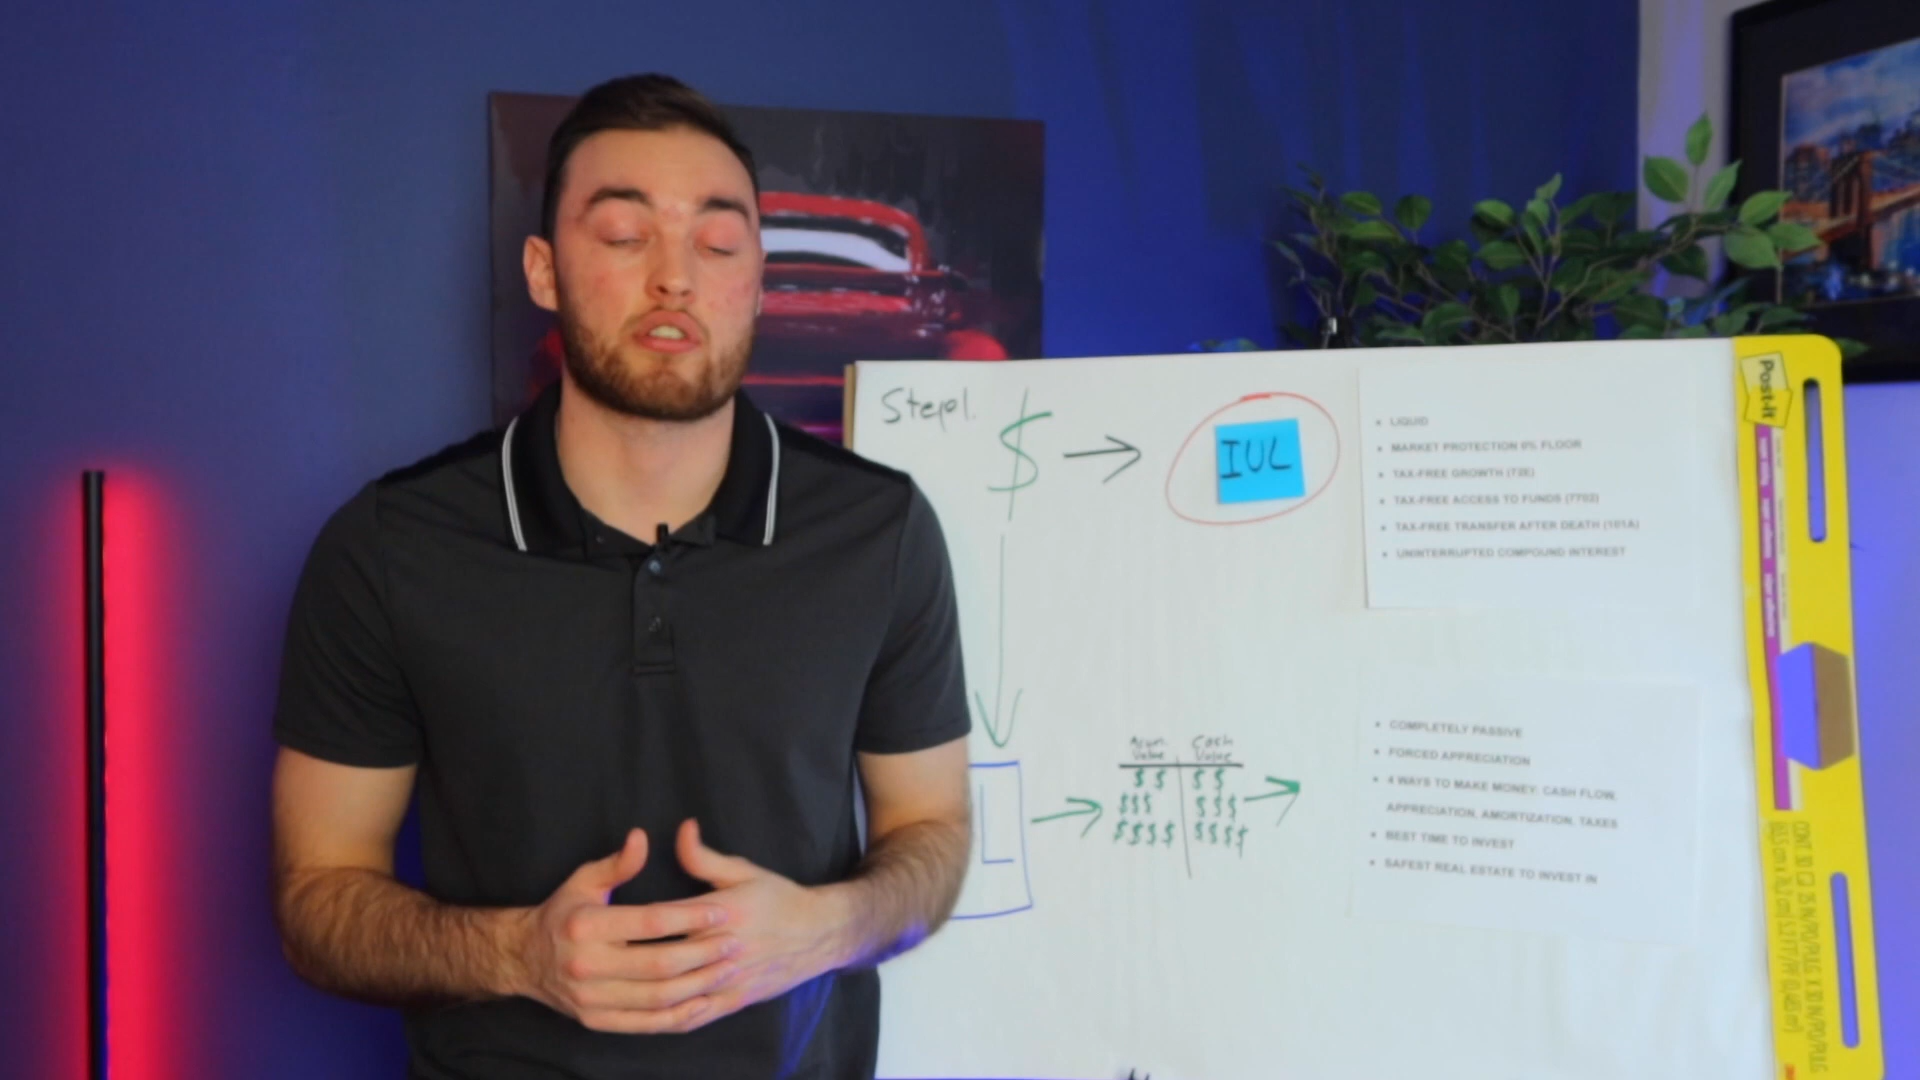 Step 1.
$
IUL
LIQUID
MARKET PROTECTION 0% FLOOR
TAX-FREE GROWTH (72E)
TAX-FREE ACCESS TO FUNDS (7702)
TAX-FREE TRANSFER AFTER DEATH (101A)
UNINTERRUPTED COMPOUND INTEREST
Post-it
L
Acum. Value Cash Value
$$ $$
$$$ $$$
$$$$ $$$$
COMPLETELY PASSIVE
FORCED APPRECIATION
4 WAYS TO MAKE MONEY: CASH FLOW,
APPRECIATION, AMORTIZATION, TAXES
BEST TIME TO INVEST
SAFEST REAL ESTATE TO INVEST IN